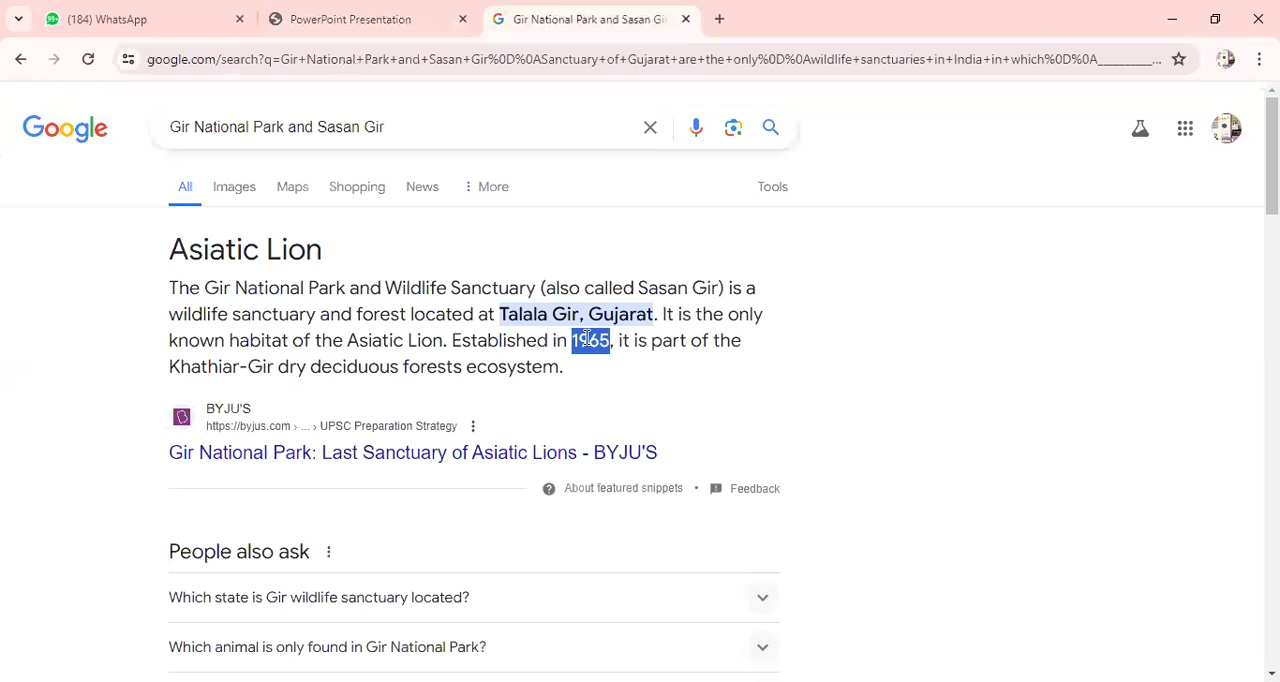 (184) WhatsApp
PowerPoint Presentation
Gir National Park and Sasan Gi
google.com/search?q=Gir+National+Park+and+Sasan+Gir%0D%0ASanctuary+of+Gujarat+are+the+only%0D%0Awildlife+sanctuaries+in+India+in+which%0D%0A__________...
Google
Gir National Park and Sasan Gir
All
Images
Maps
Shopping
News
More
Tools
Asiatic Lion
The Gir National Park and Wildlife Sanctuary (also called Sasan Gir) is a
wildlife sanctuary and forest located at Talala Gir, Gujarat. It is the only
known habitat of the Asiatic Lion. Established in 1965, it is part of the
Khathiar-Gir dry deciduous forests ecosystem.
BYJU'S
https://byjus.com › ... › UPSC Preparation Strategy
Gir National Park: Last Sanctuary of Asiatic Lions - BYJU'S
About featured snippets • Feedback
People also ask
Which state is Gir wildlife sanctuary located?
Which animal is only found in Gir National Park?